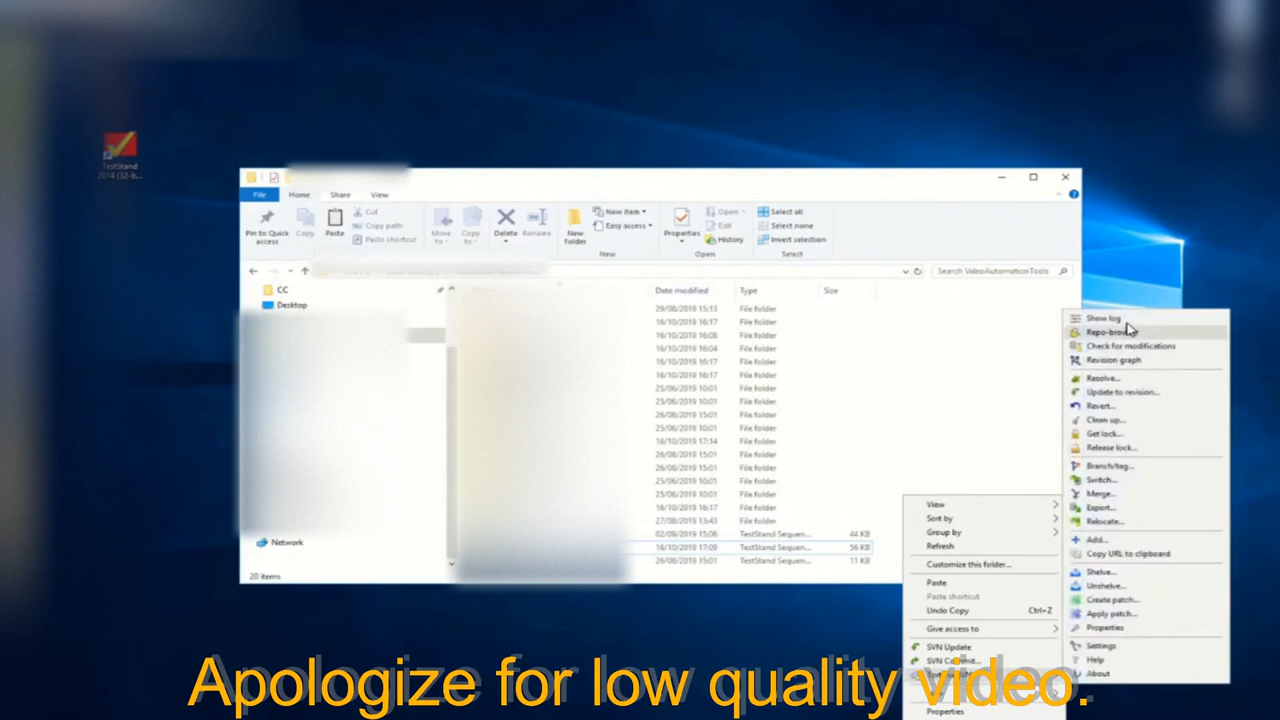 TestStand
2014 (32-b...
File Home Share View
Pin to Quick access
Copy
Paste
Cut
Copy path
Paste shortcut
Move to
Copy to
Delete
Rename
New folder
New item
Easy access
New
Properties
Open
Edit
History
Open
Select all
Select none
Invert selection
Select
Search ValeoAutomationTools
CC
Desktop
Network
20 items
Date modified Type Size
29/08/2019 15:13 File folder
16/10/2019 16:17 File folder
16/10/2019 16:08 File folder
16/10/2019 16:04 File folder
16/10/2019 16:17 File folder
16/10/2019 16:17 File folder
25/06/2019 10:01 File folder
25/06/2019 10:01 File folder
26/08/2019 15:01 File folder
25/06/2019 10:01 File folder
16/10/2019 17:14 File folder
26/08/2019 15:01 File folder
26/08/2019 15:01 File folder
25/06/2019 10:01 File folder
25/06/2019 10:01 File folder
16/10/2019 16:17 File folder
27/08/2019 13:43 File folder
02/09/2019 15:06 TestStand Sequen... 44 KB
16/10/2019 17:09 TestStand Sequen... 56 KB
26/08/2019 15:01 TestStand Sequen... 11 KB
View
Sort by
Group by
Refresh
Customize this folder...
Paste
Paste shortcut
Undo Copy Ctrl+Z
Give access to
SVN Update
SVN Commit...
Properties
Show log
Check for modifications
Revision graph
Resolve...
Update to revision...
Revert...
Clean up...
Get lock...
Release lock...
Branch/tag...
Switch...
Merge...
Export...
Relocate...
Add...
Copy URL to clipboard
Shelve...
Unshelve...
Create patch...
Apply patch...
Properties
Settings
Help
About
Apologize for low quality video.